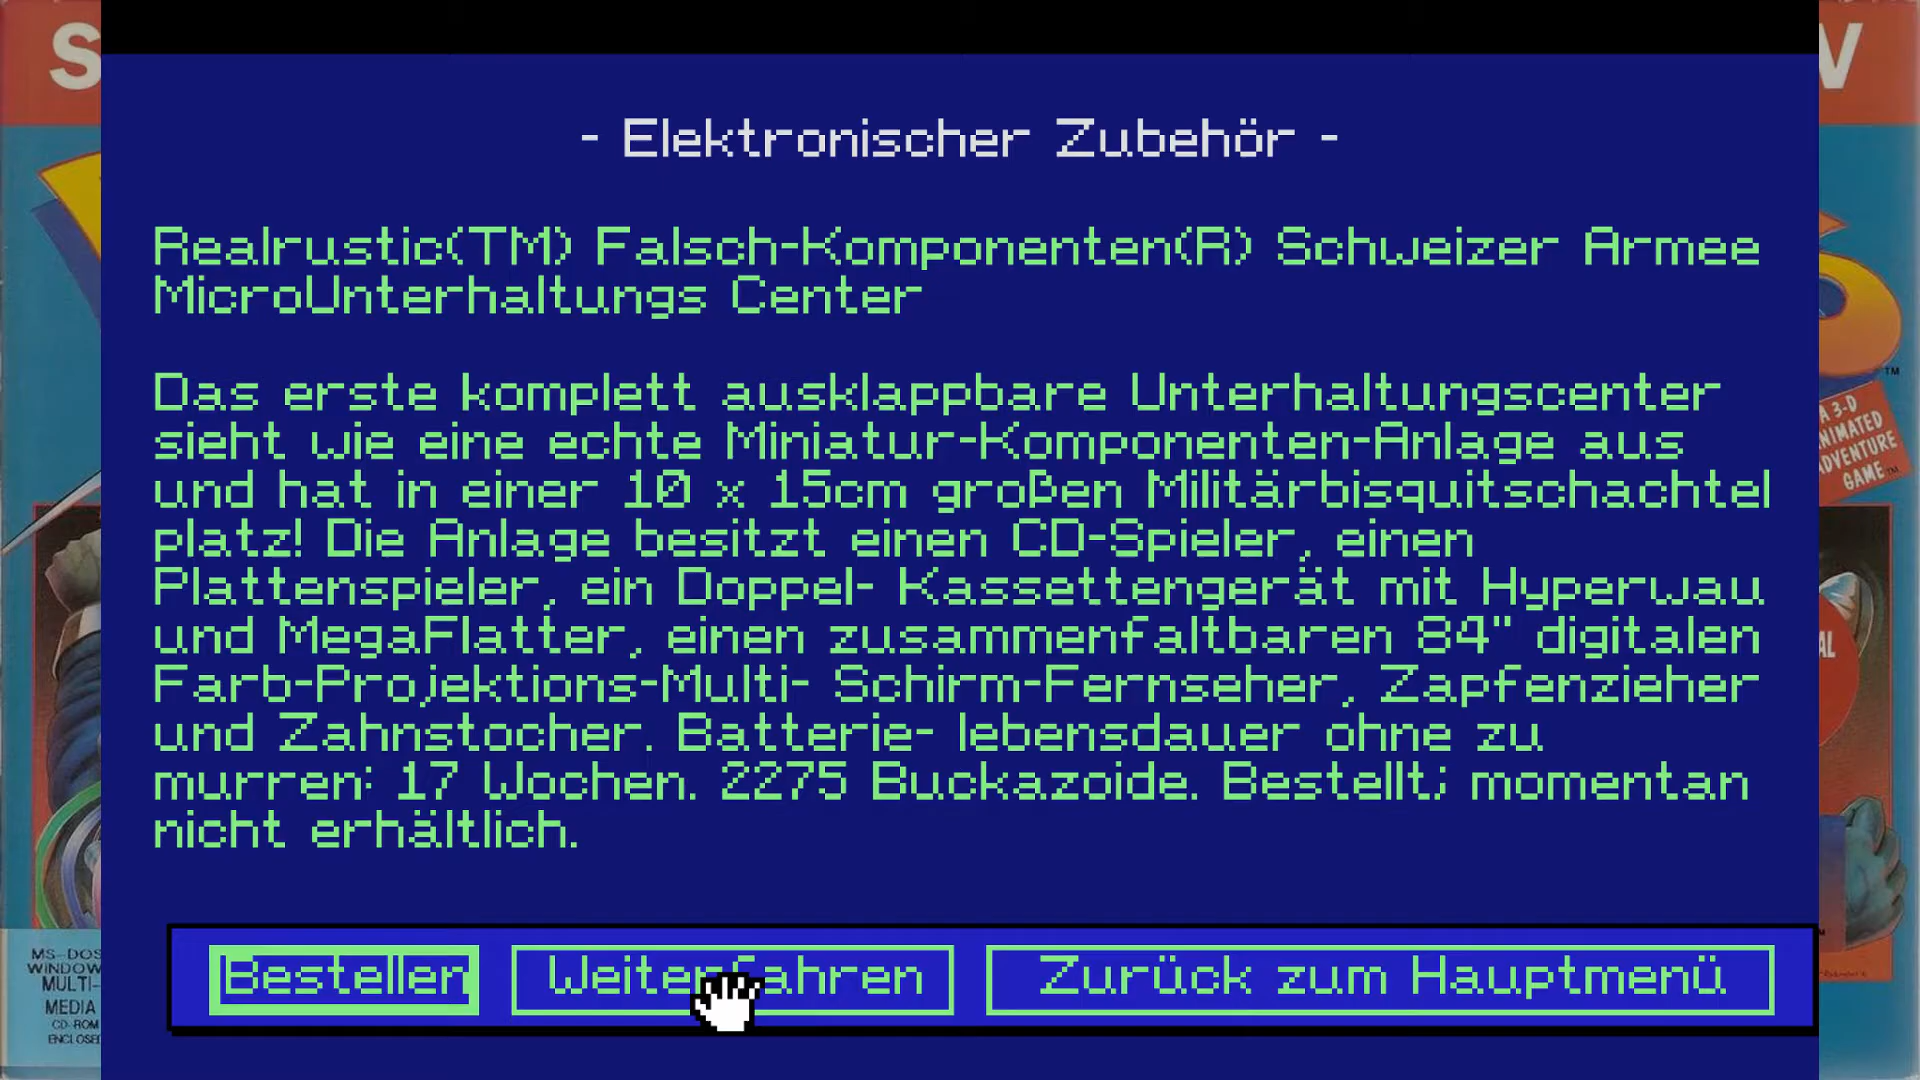 S
W
- Elektronischer Zubehör -
Realrustic(TM) Falsch-Komponenten(R) Schweizer Armee
MicroUnterhaltungs Center
Das erste komplett ausklappbare Unterhaltungscenter
sieht wie eine echte Miniatur-Komponenten-Anlage aus
und hat in einer 10 x 15cm großen Militärbisquitschachtel
platz! Die Anlage besitzt einen CD-Spieler, einen
Plattenspieler, ein Doppel- Kassettengerät mit Hyperwau
und MegaFlatter, einen zusammenfaltbaren 84" digitalen
Farb-Projektions-Multi- Schirm-Fernseher, Zapfenzieher
und Zahnstocher. Batterie- lebensdauer ohne zu
murren: 17 Wochen. 2275 Buckazoide. Bestellt; momentan
nicht erhältlich.
Bestellen Weiterfahren Zurück zum Hauptmenü
TM
A 3-D
ANIMATED
ADVENTURE
GAME
MS-DOS
WINDOW
MULTI-
MEDIA
CD-ROM